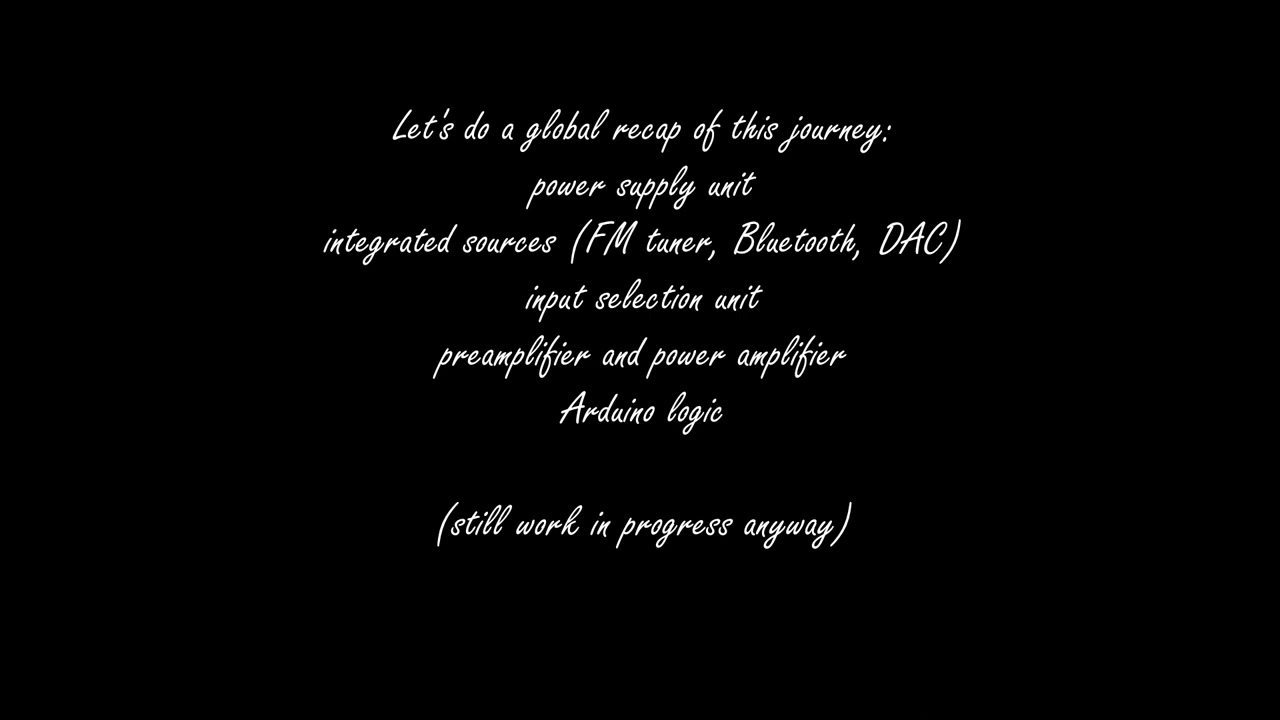 Let's do a global recap of this journey:
power supply unit
integrated sources (FM tuner, Bluetooth, DAC)
input selection unit
preamplifier and power amplifier
Arduino logic
(still work in progress anyway)